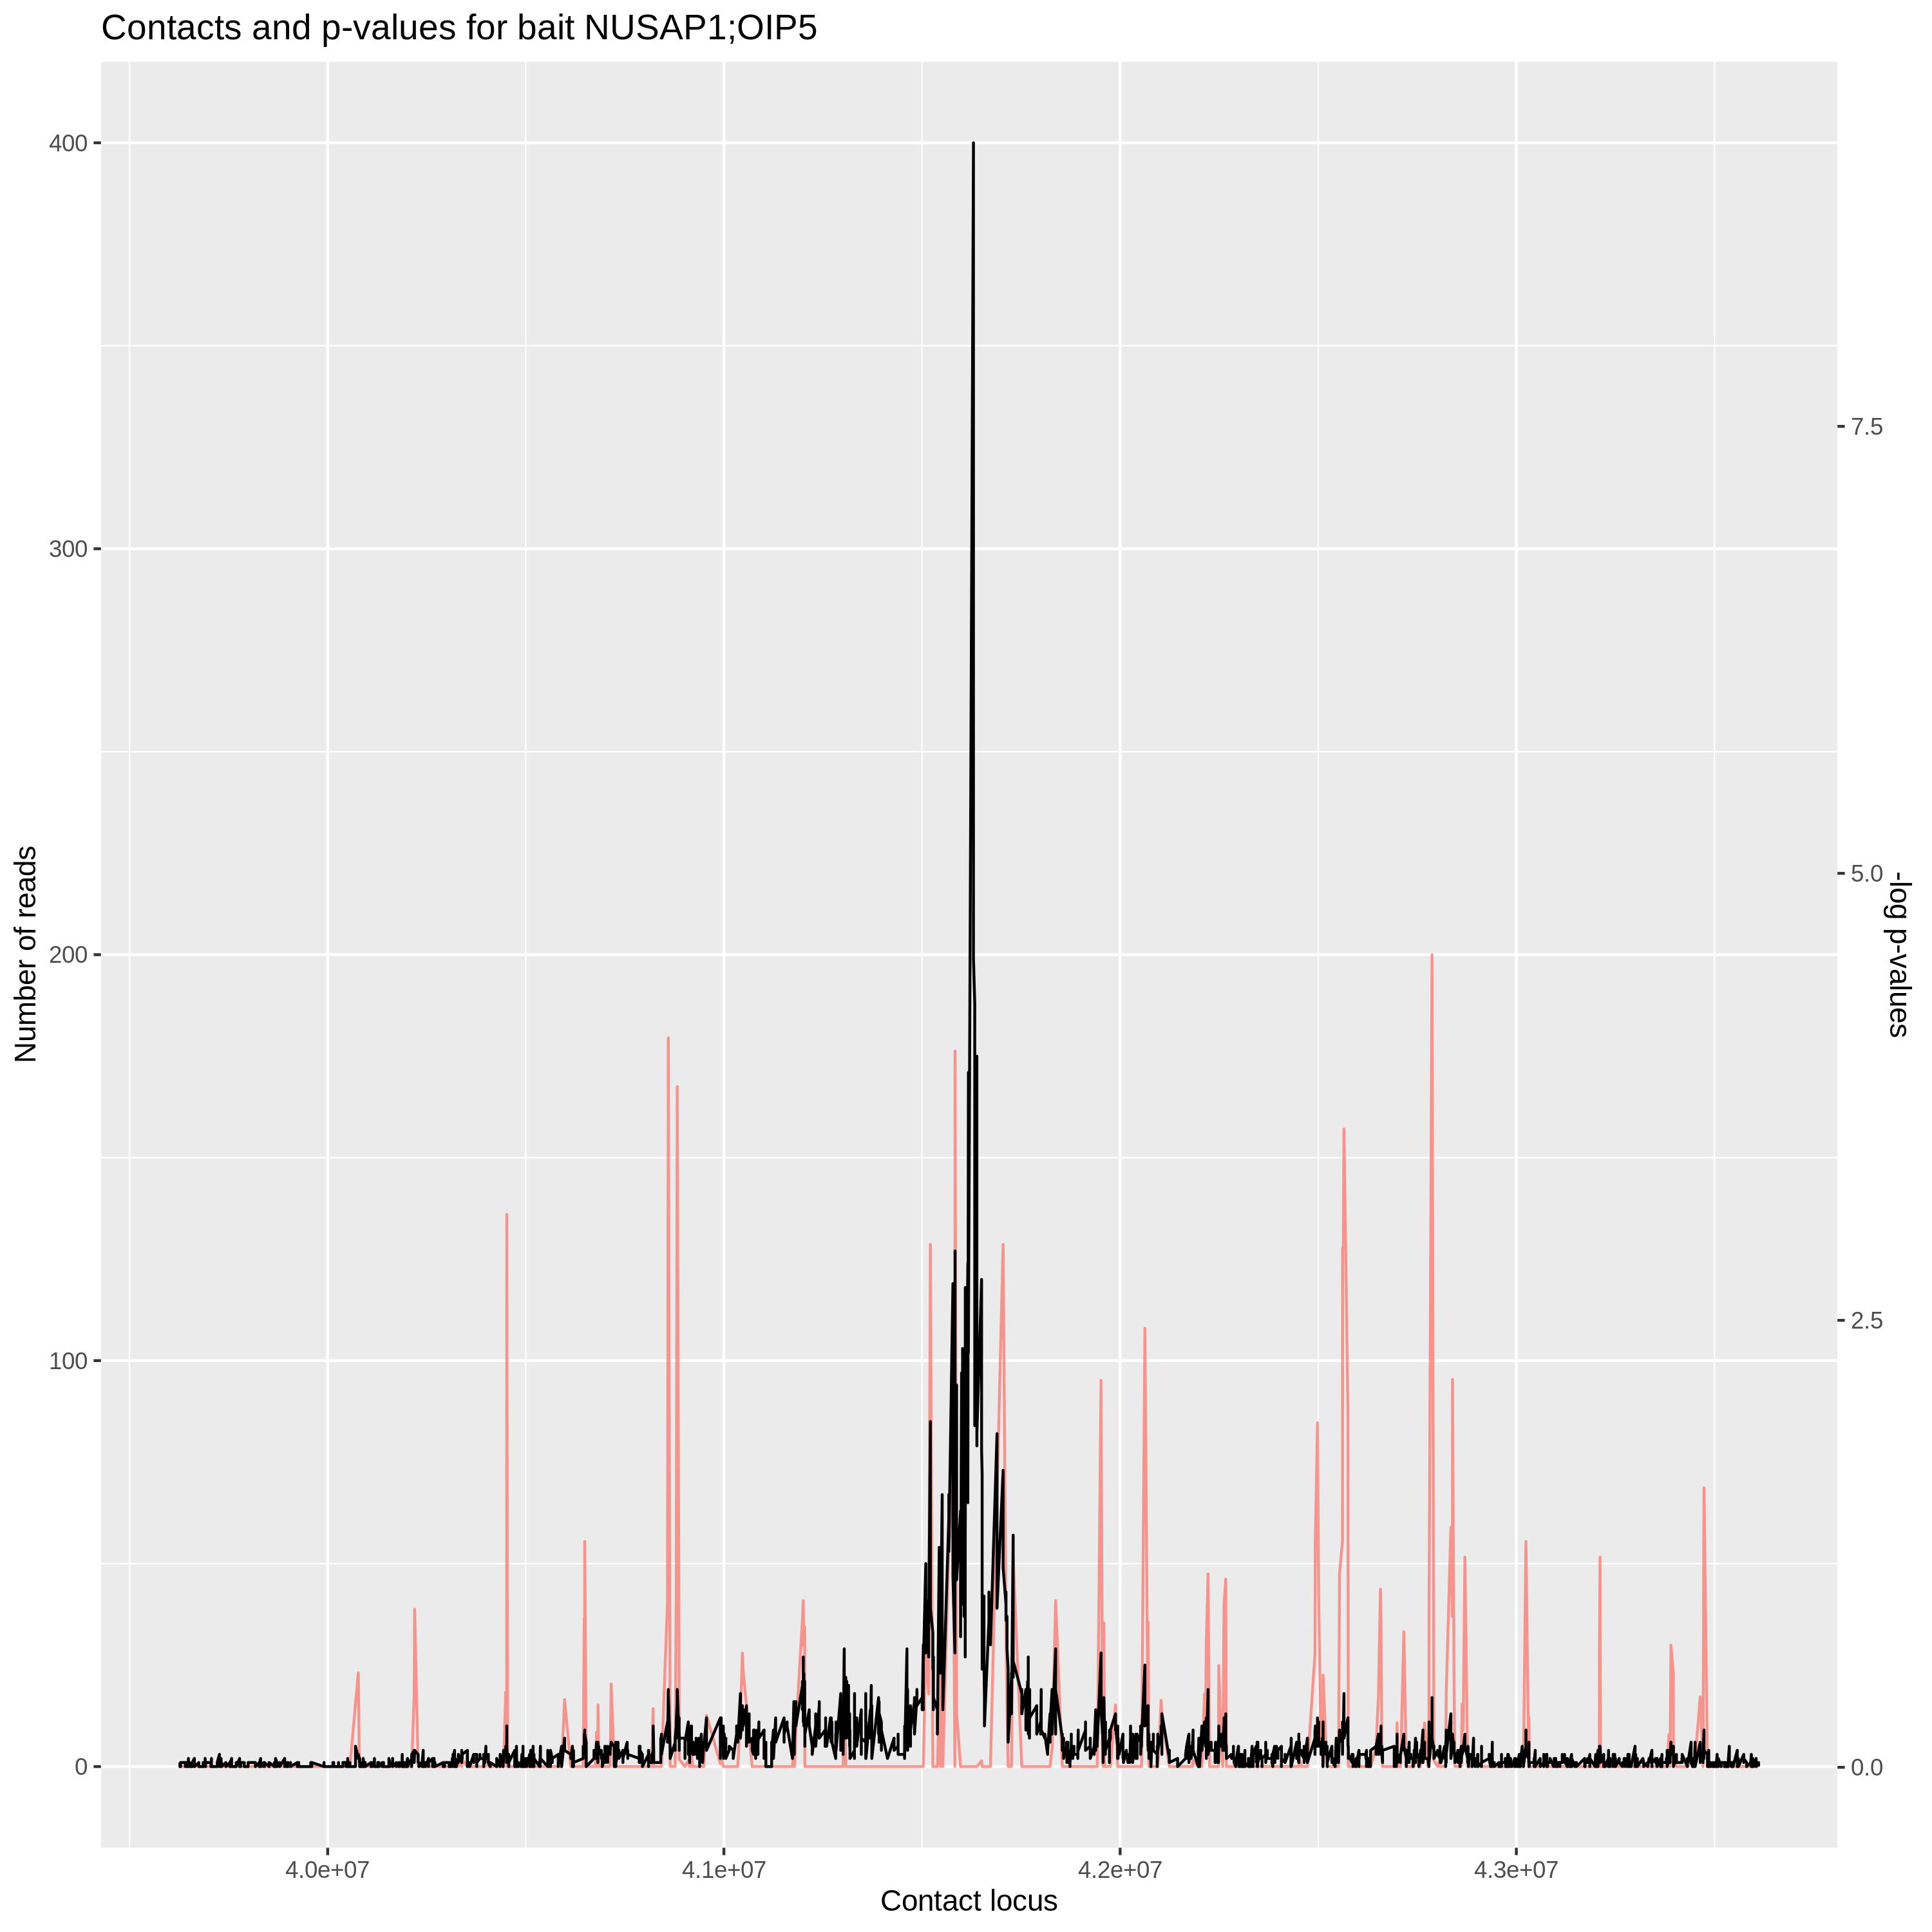 Contacts and p-values for bait NUSAP1;OIP5
400
300
200
100
0
Number of reads
7.5
5.0
2.5
0.0
-log p-values
4.0e+07
4.1e+07
4.2e+07
4.3e+07
Contact locus